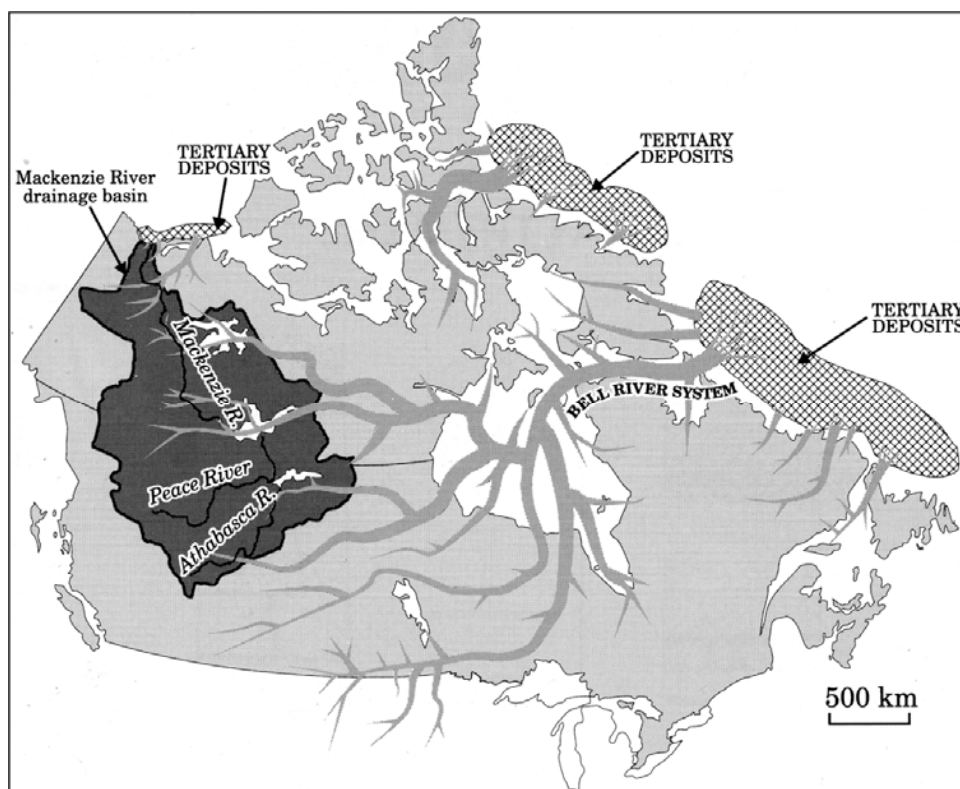 TERTIARY
DEPOSITS
TERTIARY
DEPOSITS
Mackenzie River
drainage basin
TERTIARY
DEPOSITS
Mackenzie R.
BELL RIVER SYSTEM
Peace River
Athabasca R.
500 km